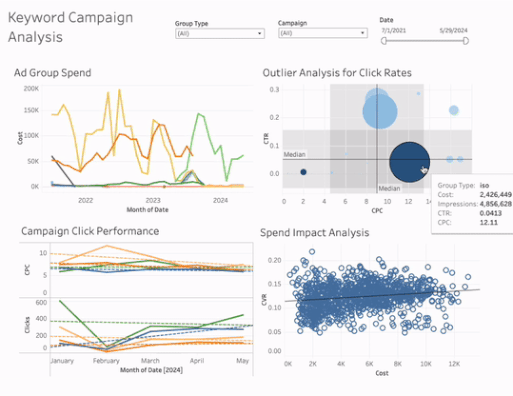 Keyword Campaign
Analysis
Group Type
(All)
Campaign
(All)
Date
7/1/2021
5/29/2024
Ad Group Spend
200K
150K
100K
50K
0K
Cost
2022
2023
2024
Month of Date
Outlier Analysis for Click Rates
0.3
0.2
0.1
0.0
CTR
Median
Median
0
2
4
6
8
10
12
CPC
Group Type: iso
Cost: 2,426,449
Impressions: 4,856,628
CTR: 0.0413
CPC: 12.11
Campaign Click Performance
10
5
0
CPC
600
400
200
0
Clicks
January
February
March
April
May
Month of Date [2024]
Spend Impact Analysis
0.20
0.15
0.10
0.05
0.00
CVR
0K
2K
4K
6K
8K
10K
12K
Cost